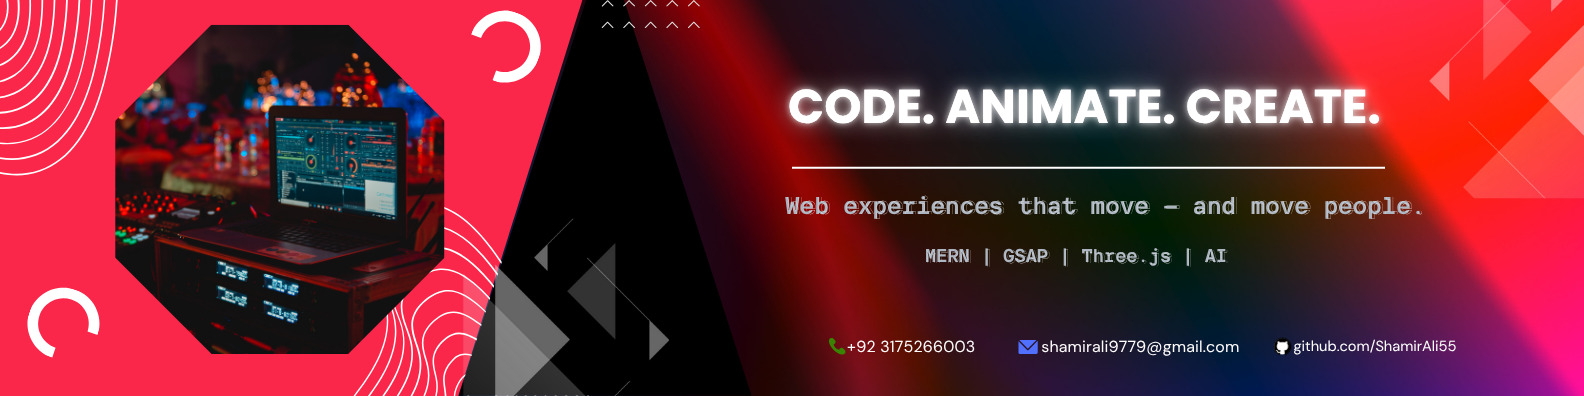 CODE. ANIMATE. CREATE.
Web experiences that move – and move people.
MERN | GSAP | Three.js | AI
+92 3175266003 shamirali9779@gmail.com github.com/ShamirAli55